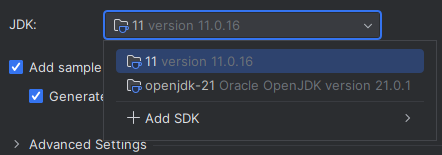 JDK: 11 version 11.0.16
11 version 11.0.16
Add sample
openjdk-21 Oracle OpenJDK version 21.0.1
Generate
Add SDK
Advanced Settings